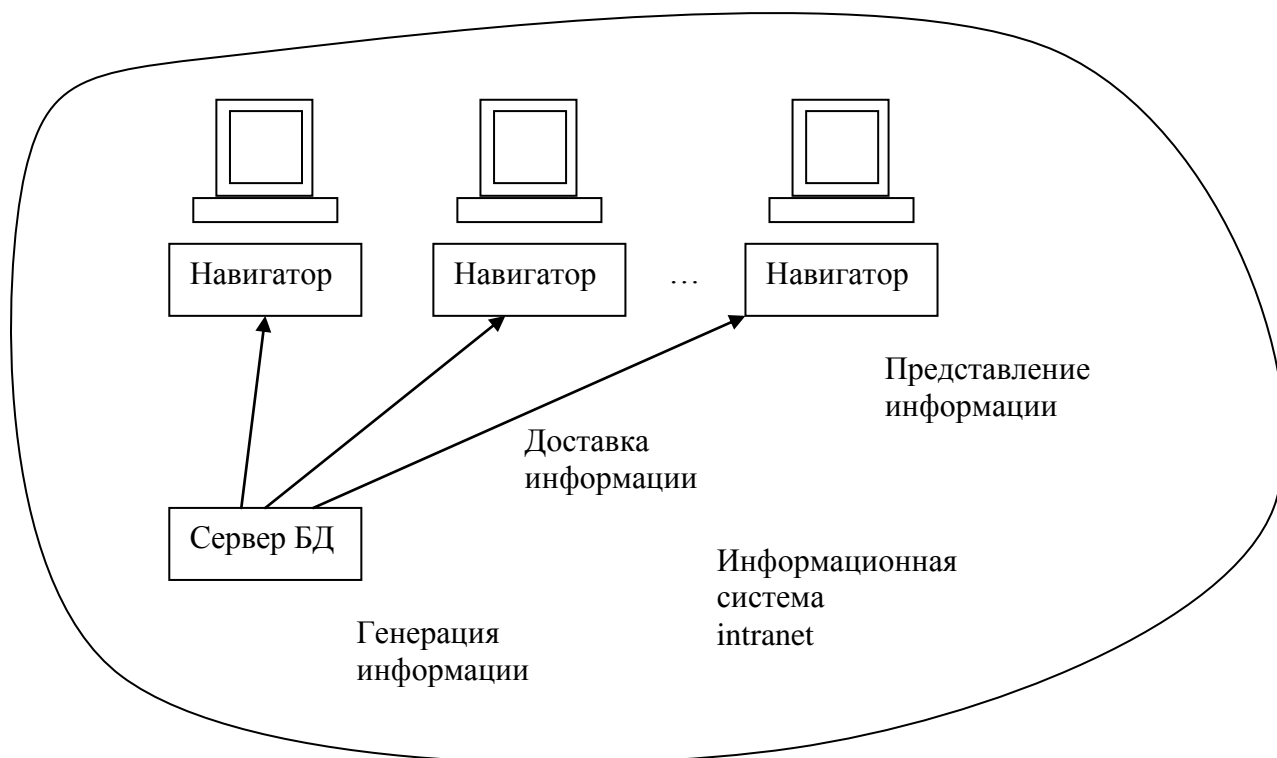 Навигатор
Навигатор
...
Навигатор
Представление
информации
Доставка
информации
Сервер БД
Информационная
система
intranet
Генерация
информации